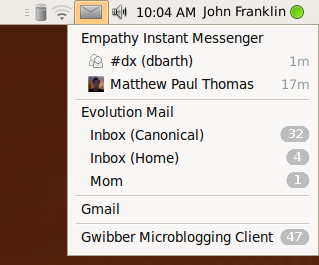 10:04 AM John Franklin
Empathy Instant Messenger
#dx (dbarth) 1m
Matthew Paul Thomas 17m
Evolution Mail
Inbox (Canonical) 32
Inbox (Home) 4
Mom 1
Gmail
Gwibber Microblogging Client 47